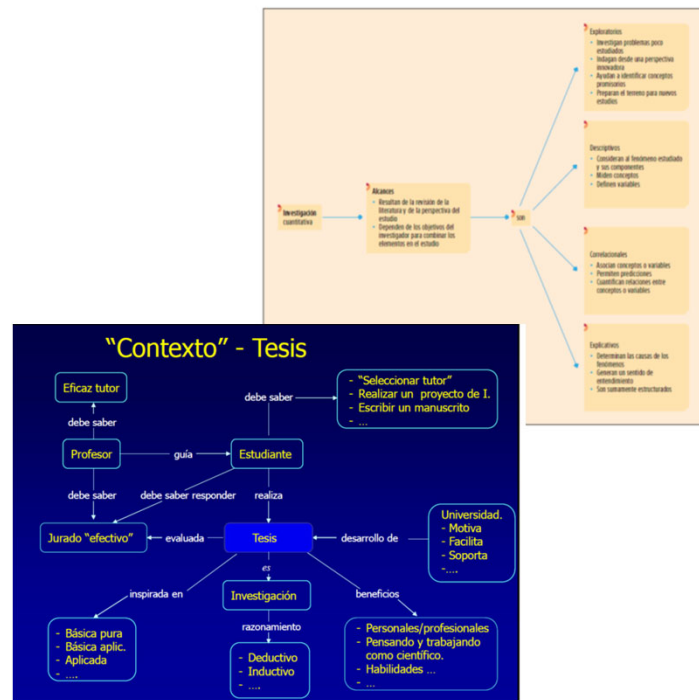 Exploratorios
• Investigan problemas poco
estudiados
• Indagan desde una perspectiva
innovadora
• Ayudan a identificar conceptos
promisorios
• Preparan el terreno para nuevos
estudios
Descriptivos
• Consideran al fenómeno estudiado
y sus componentes
• Miden conceptos
• Definen variables
Alcances
• Resultan de la revisión de la
literatura y de la perspectiva del
estudio
• Dependen de los objetivos del
investigador para combinar los
elementos en el estudio
Investigación
cuantitativa
son
Correlacionales
• Asocian conceptos o variables
• Permiten predicciones
• Cuantifican relaciones entre
conceptos o variables
Explicativos
• Determinan las causas de los
fenómenos
• Generan un sentido de
entendimiento
• Son sumamente estructurados
"Contexto" - Tesis
Eficaz tutor
debe saber
- "Seleccionar tutor"
- Realizar un proyecto de I.
- Escribir un manuscrito
- ...
debe saber
Profesor
guía
Estudiante
debe saber
debe saber responder
realiza
Jurado "efectivo"
evaluada
Tesis
desarrollo de
Universidad.
- Motiva
- Facilita
- Soporta
- ....
es
inspirada en
Investigación
beneficios
razonamiento
- Básica pura
- Básica aplic.
- Aplicada
- ....
- Deductivo
- Inductivo
- ....
- Personales/profesionales
- Pensando y trabajando
como científico.
- Habilidades ...
- ...